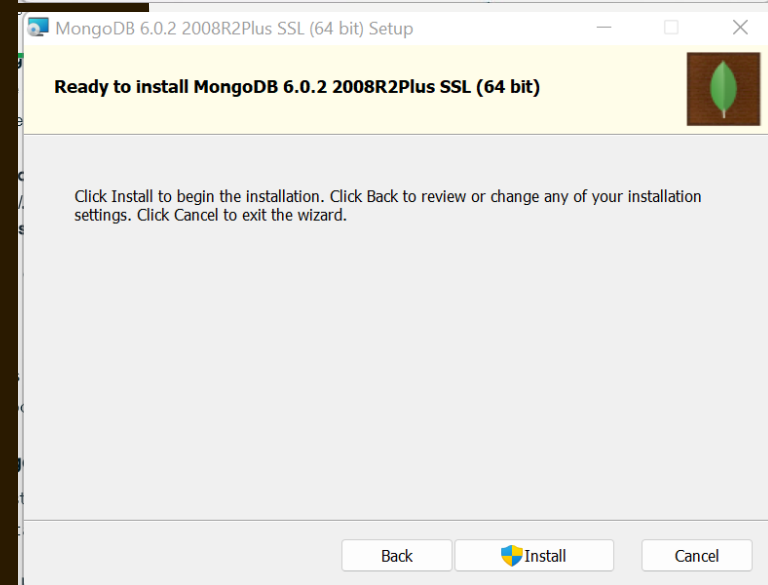 MongoDB 6.0.2 2008R2Plus SSL (64 bit) Setup
Ready to install MongoDB 6.0.2 2008R2Plus SSL (64 bit)
Click Install to begin the installation. Click Back to review or change any of your installation
settings. Click Cancel to exit the wizard.
Back
Install
Cancel